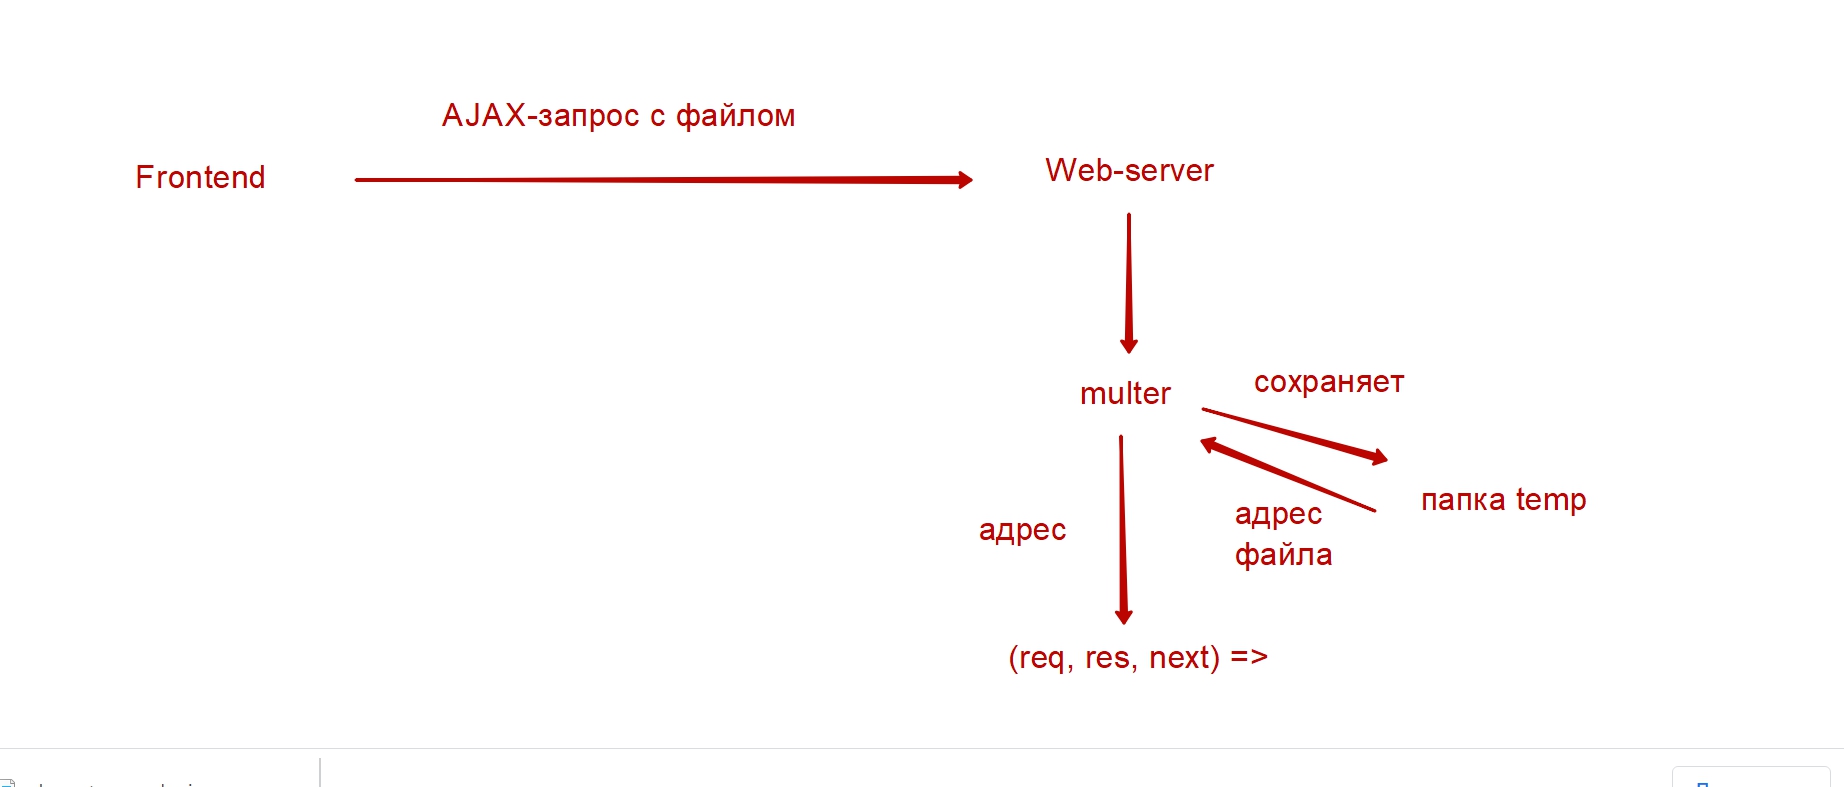 AJAX-запрос с файлом
Frontend
Web-server
multer
сохраняет
папка temp
адрес
файла
адрес
(req, res, next) =>